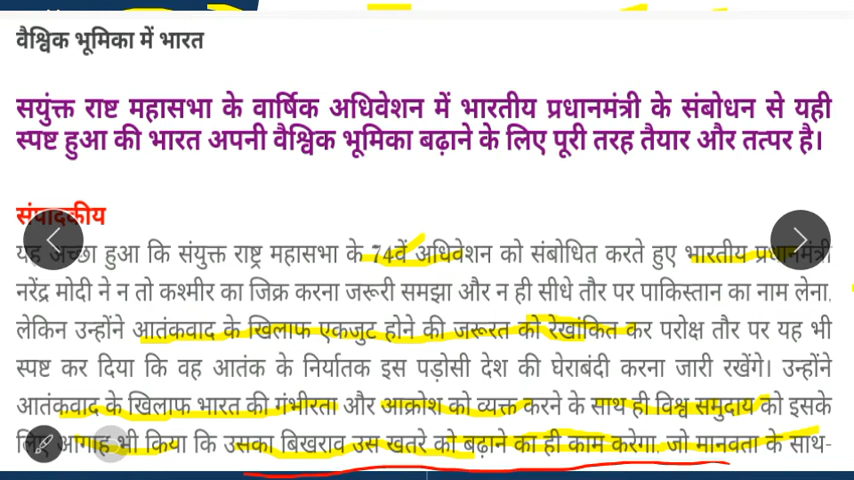 वैश्विक भूमिका में भारत
सयुंक्त राष्ट महासभा के वार्षिक अधिवेशन में भारतीय प्रधानमंत्री के संबोधन से यही
स्पष्ट हुआ की भारत अपनी वैश्विक भूमिका बढ़ाने के लिए पूरी तरह तैयार और तत्पर है।
संपादकीय
यह अच्छा हुआ कि संयुक्त राष्ट्र महासभा के 74वें अधिवेशन को संबोधित करते हुए भारतीय प्रधानमंत्री
नरेंद्र मोदी ने न तो कश्मीर का जिक्र करना जरूरी समझा और न ही सीधे तौर पर पाकिस्तान का नाम लेना.
लेकिन उन्होंने आतंकवाद के खिलाफ एकजुट होने की जरूरत को रेखांकित कर परोक्ष तौर पर यह भी
स्पष्ट कर दिया कि वह आतंक के निर्यातक इस पड़ोसी देश की घेराबंदी करना जारी रखेंगे। उन्होंने
आतंकवाद के खिलाफ भारत की गंभीरता और आक्रोश को व्यक्त करने के साथ ही विश्व समुदाय को इसके
लिए आगाह भी किया कि उसका बिखराव उस खतरे को बढ़ाने का ही काम करेगा. जो मानवता के साथ-